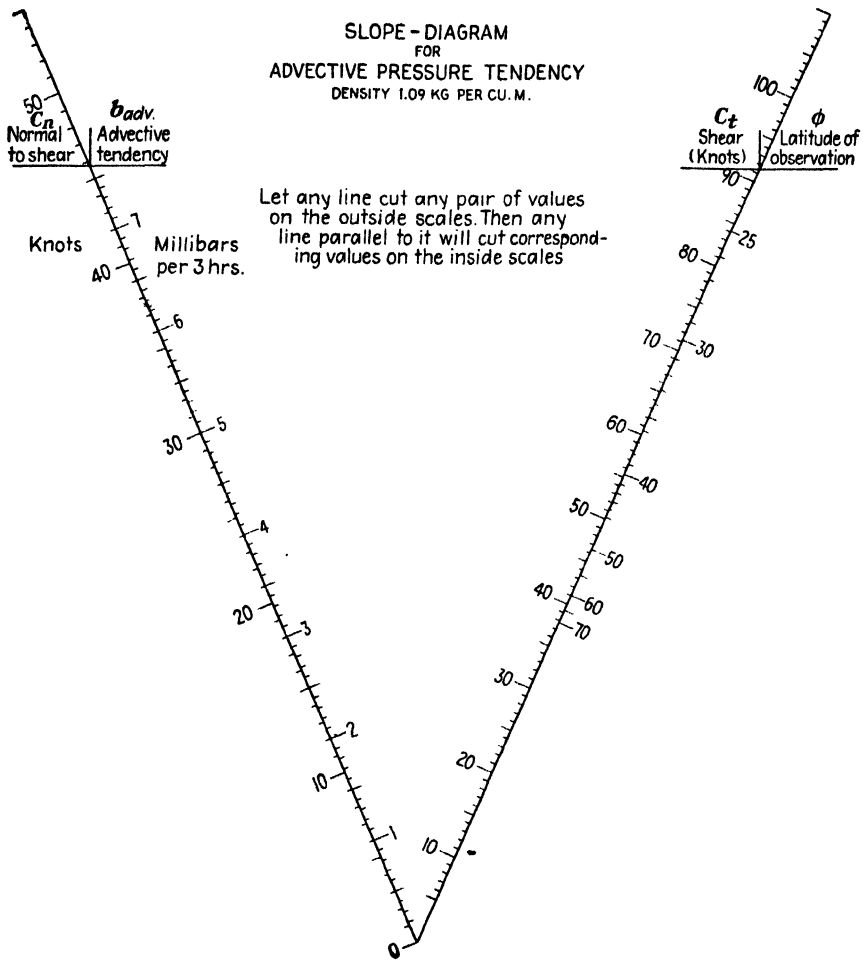 SLOPE-DIAGRAM
FOR
ADVECTIVE PRESSURE TENDENCY
DENSITY 1.09 KG PER CU. M.
50
100
Cn
Normal
to shear
badv.
Advective
tendency
Ct
Shear
(Knots)
ϕ
Latitude of
observation
90
Let any line cut any pair of values
on the outside scales. Then any
line parallel to it will cut correspond-
ing values on the inside scales
7
25
Knots
Millibars
per 3 hrs.
40
80
6
70
30
5
30
60
40
4
50
50
20
40
60
3
70
30
2
10
20
1
10
0